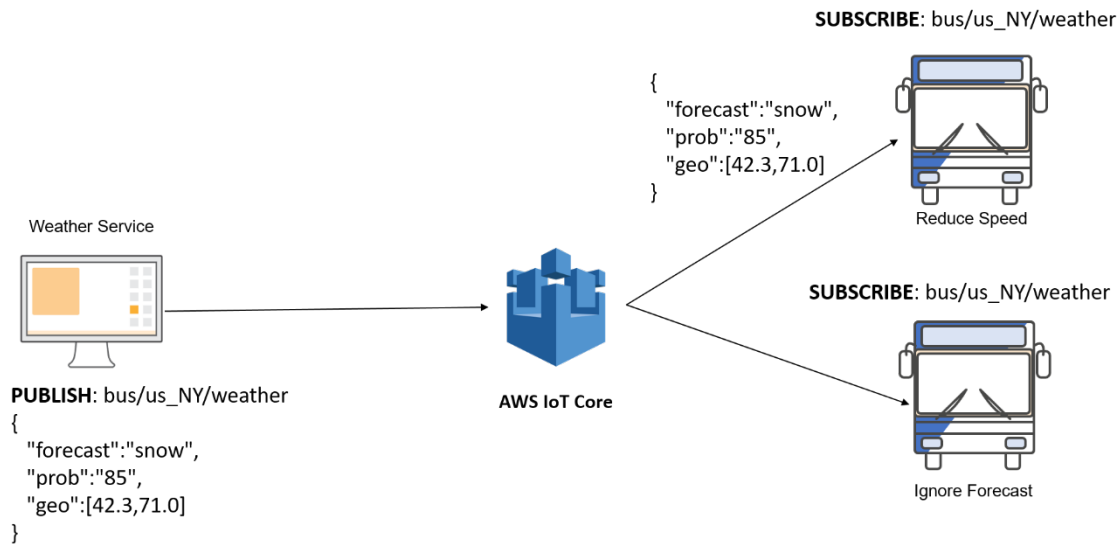 SUBSCRIBE: bus/us_NY/weather
{
"forecast":"snow",
"prob":"85",
"geo":[42.3,71.0]
}
Reduce Speed
Weather Service
SUBSCRIBE: bus/us_NY/weather
PUBLISH: bus/us_NY/weather
{
"forecast":"snow",
"prob":"85",
"geo":[42.3,71.0]
}
AWS IoT Core
Ignore Forecast